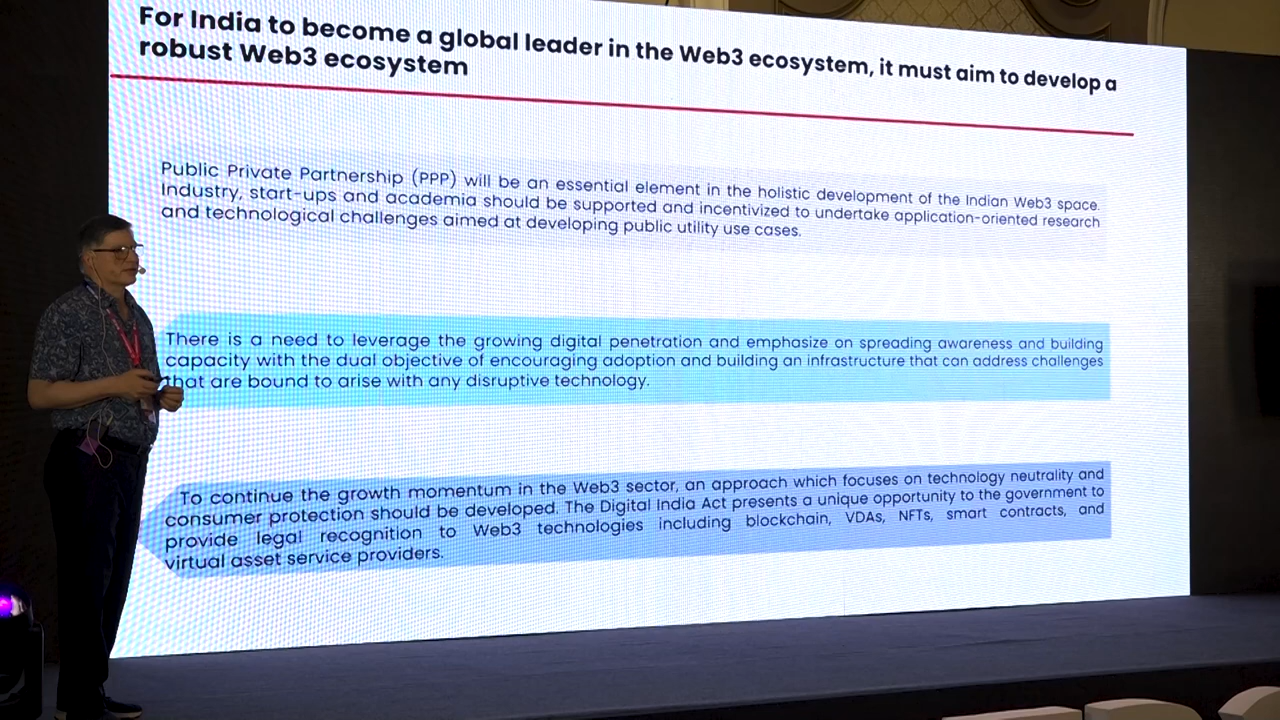 For India to become a global leader in the Web3 ecosystem, it must aim to develop a
robust Web3 ecosystem
Public Private Partnership (PPP) will be an essential element in the holistic development of the Indian Web3 space.
Industry, start-ups and academia should be supported and incentivized to undertake application-oriented research
and technological challenges aimed at developing public utility use cases.
There is a need to leverage the growing digital penetration and emphasize on spreading awareness and building
capacity with the dual objective of encouraging adoption and building an infrastructure that can address challenges
that are bound to arise with any disruptive technology.
To continue the growth momentum in the Web3 sector, an approach which focuses on technology neutrality and
consumer protection should be developed. The Digital India Act presents a unique opportunity to the government to
provide legal recognition to Web3 technologies including blockchain, VDAs, NFTs, smart contracts, and
virtual asset service providers.